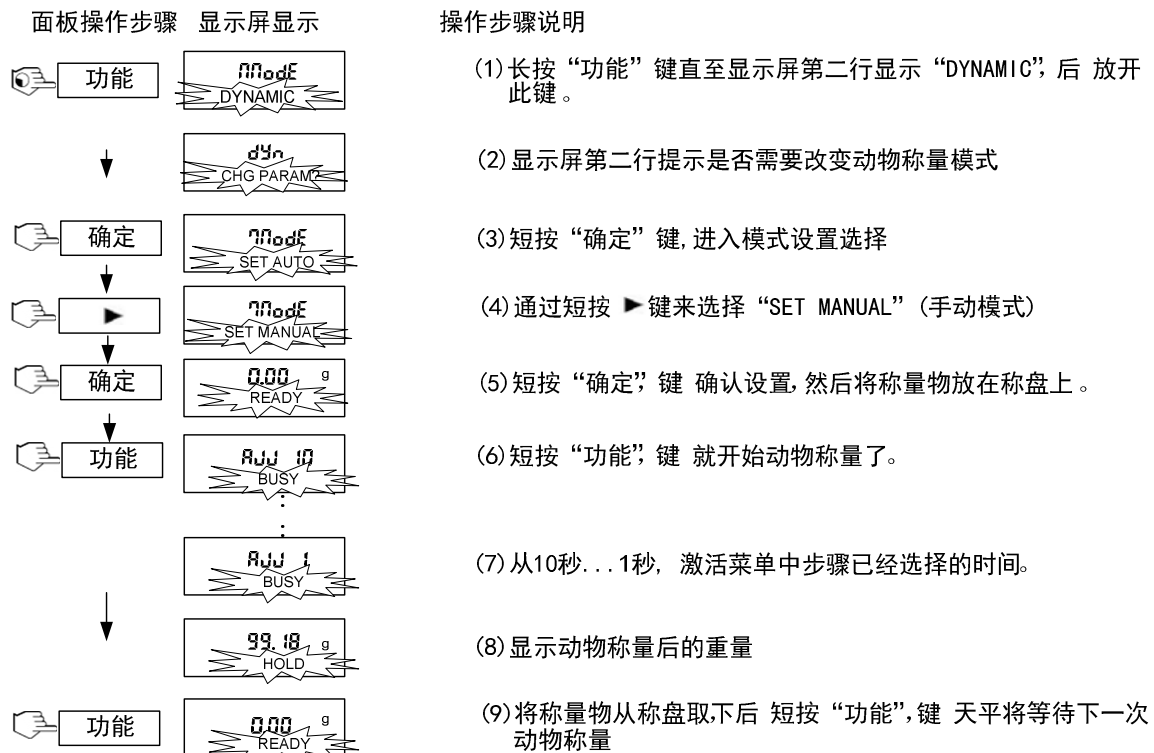 面板操作步骤 显示屏显示 操作步骤说明
功能 MModE DYNAMIC (1)长按“功能”键直至显示屏第二行显示“DYNAMIC”,后 放开
此键。
dYn CHG PARAM? (2)显示屏第二行提示是否需要改变动物称量模式
确定 MModE SET AUTO (3)短按“确定”键,进入模式设置选择
► MModE SET MANUAL (4)通过短按 ►键来选择“SET MANUAL”(手动模式)
确定 0.00 g READY (5)短按“确定”,键 确认设置,然后将称量物放在称盘上。
功能 AJJ 10 BUSY (6)短按“功能”,键 就开始动物称量了。
AJJ 1 BUSY (7)从10秒...1秒, 激活菜单中步骤已经选择的时间。
99.18 g HOLD (8)显示动物称量后的重量
功能 0.00 g READY (9)将称量物从称盘取,下后 短按“功能”,键 天平将等待下一次
动物称量